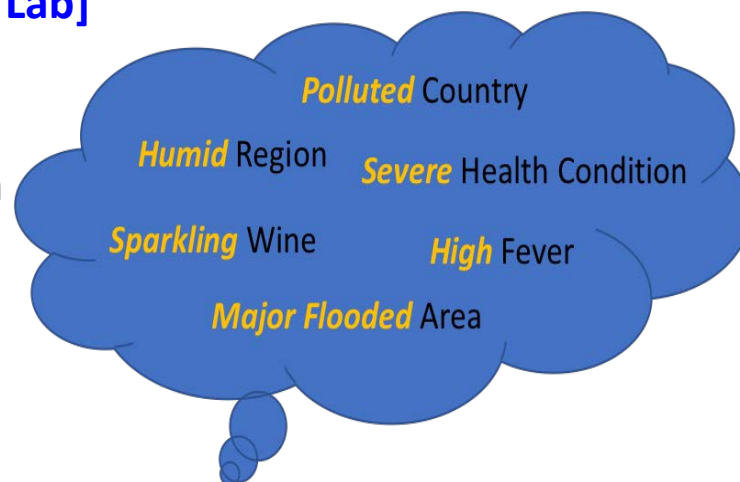 Lab]
Polluted Country
Humid Region
Severe Health Condition
Sparkling Wine
High Fever
Major Flooded Area